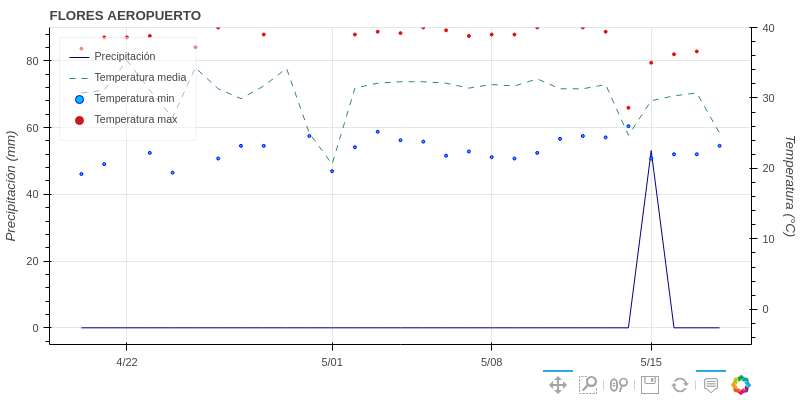 FLORES AEROPUERTO
Precipitación
Temperatura media
Temperatura min
Temperatura max
Precipitación (mm)
80
60
40
20
0
Temperatura (°C)
40
30
20
10
0
4/22 5/01 5/08 5/15